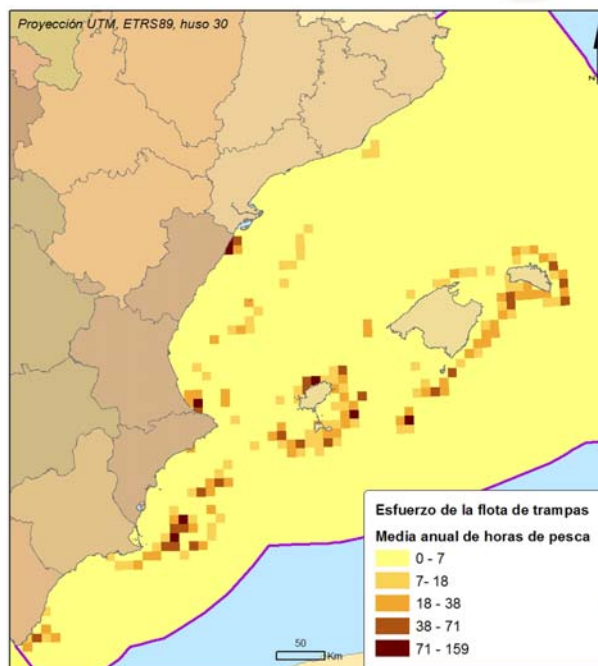 Proyección UTM, ETRS89, huso 30
N
Esfuerzo de la flota de trampas
Media anual de horas de pesca
0 - 7
7- 18
18 - 38
38 - 71
71 - 159
50
Km